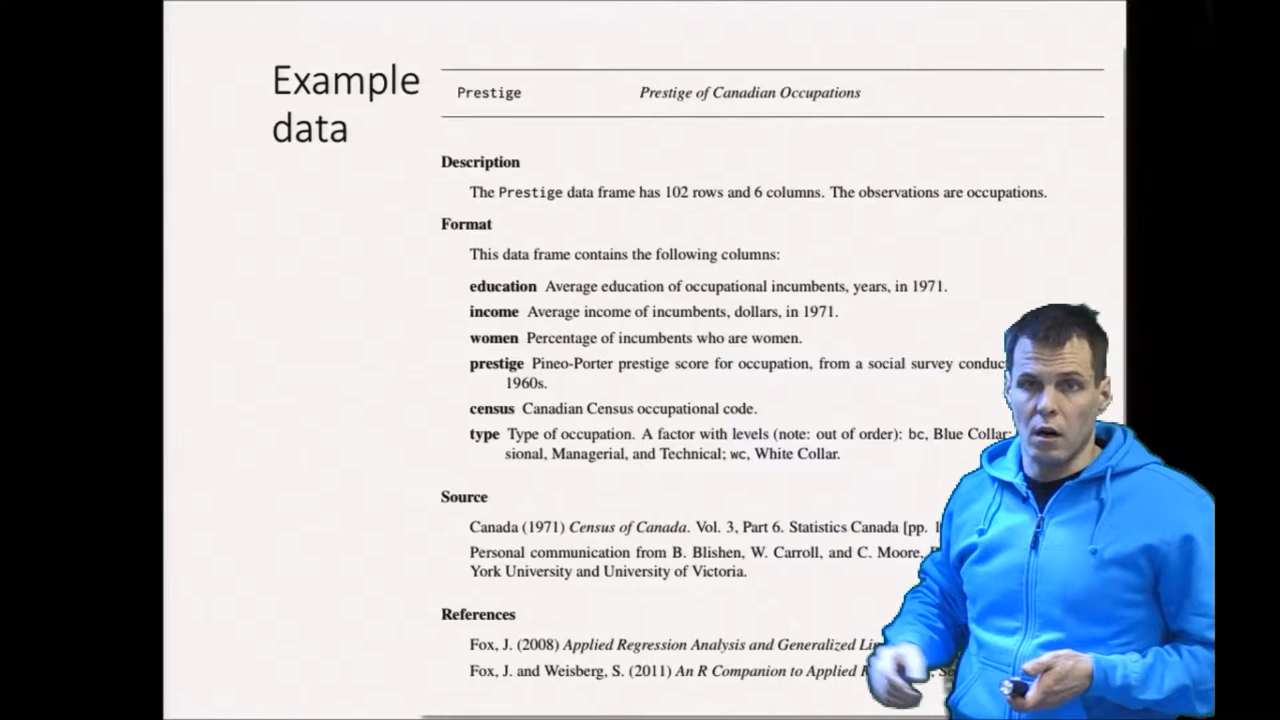 Example
data
Prestige Prestige of Canadian Occupations
Description
The Prestige data frame has 102 rows and 6 columns. The observations are occupations.
Format
This data frame contains the following columns:
education Average education of occupational incumbents, years, in 1971.
income Average income of incumbents, dollars, in 1971.
women Percentage of incumbents who are women.
prestige Pineo-Porter prestige score for occupation, from a social survey
1960s.
census Canadian Census occupational code.
type Type of occupation. A factor with levels (note: out of order): bc, Blue Collar;
sional, Managerial, and Technical; wc, White Collar.
Source
Canada (1971) Census of Canada. Vol. 3, Part 6. Statistics Canada [pp.
Personal communication from B. Blishen, W. Carroll, and C. Moore,
York University and University of Victoria.
References
Fox, J. (2008) Applied Regression Analysis and Generalized
Fox, J. and Weisberg, S. (2011) An R Companion to Applied